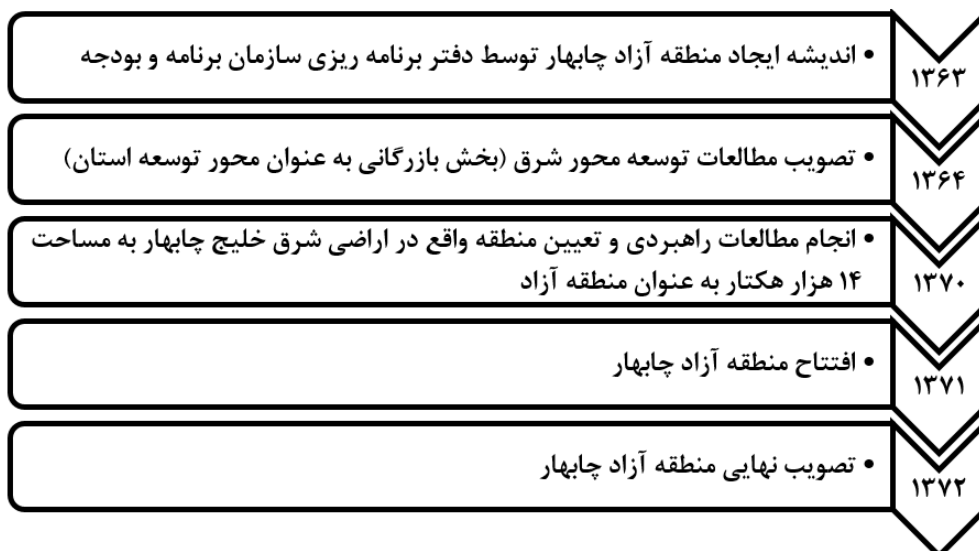 ۱۳۶۳
• اندیشه ایجاد منطقه آزاد چابهار توسط دفتر برنامه ریزی سازمان برنامه و بودجه
۱۳۶۴
• تصویب مطالعات توسعه محور شرق (بخش بازرگانی به عنوان محور توسعه استان)
۱۳۷۰
• انجام مطالعات راهبردی و تعیین منطقه واقع در اراضی شرق خلیج چابهار به مساحت
۱۴ هزار هکتار به عنوان منطقه آزاد
۱۳۷۱
• افتتاح منطقه آزاد چابهار
۱۳۷۲
• تصویب نهایی منطقه آزاد چابهار